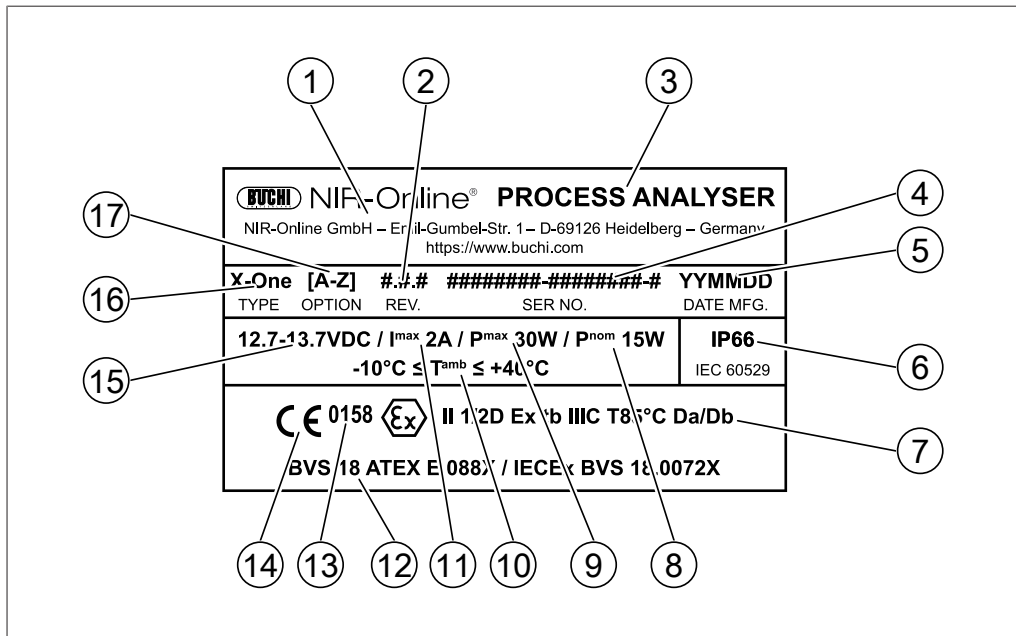 1
2
3
BUCHI NIR-Online® PROCESS ANALYSER
NIR-Online GmbH – Emil-Gumbel-Str. 1 – D-69126 Heidelberg – Germany
https://www.buchi.com
4
5
17
X-One [A-Z] #.#.# ########-########-# YYMMDD
16
TYPE OPTION REV. SER NO. DATE MFG.
12.7-13.7VDC / Imax 2A / Pmax 30W / Pnom 15W IP66
15
-10°C ≤ Tamb ≤ +40°C IEC 60529
6
CE 0158 Ex II 1/2D Ex tb IIIC T85°C Da/Db
7
BVS 18 ATEX E 088X / IECEx BVS 18.0072X
14 13 12 11 10 9 8